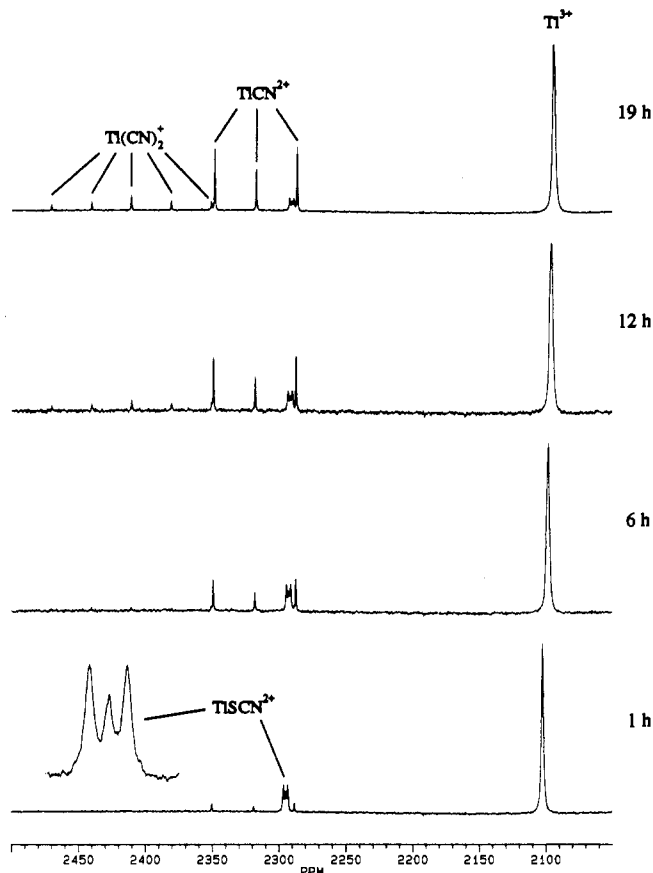 Tl³⁺
TlCN²⁺
19 h
Tl(CN)₂⁺
12 h
6 h
TlSCN²⁺
1 h
2450 2400 2350 2300 2250 2200 2150 2100
PPM